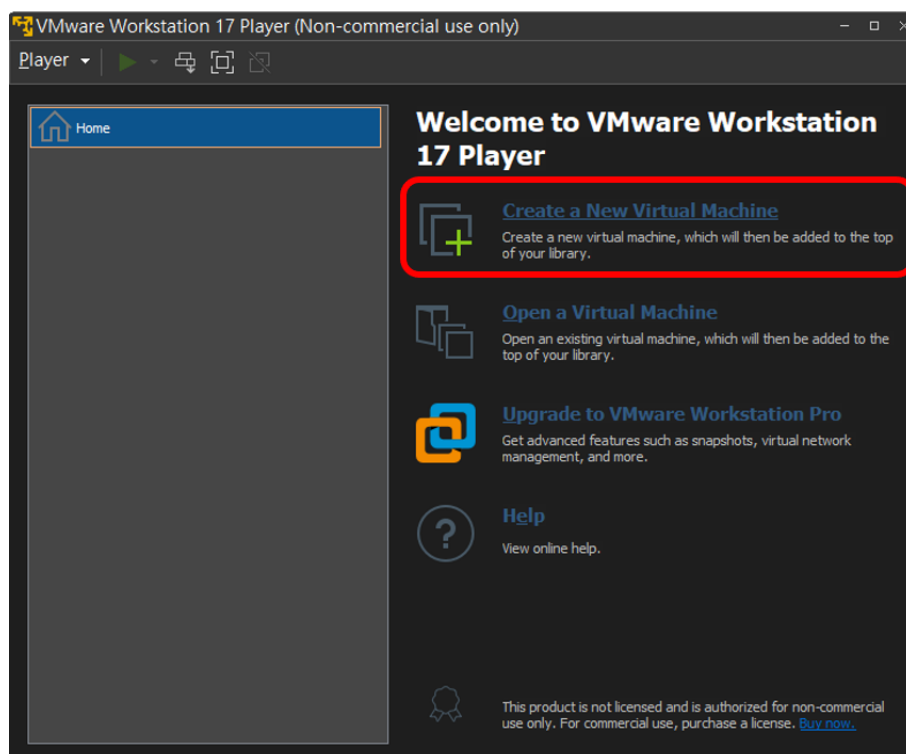 VMware Workstation 17 Player (Non-commercial use only)
Player
Home
Welcome to VMware Workstation
17 Player
Create a New Virtual Machine
Create a new virtual machine, which will then be added to the top
of your library.
Open a Virtual Machine
Open an existing virtual machine, which will then be added to the
top of your library.
Upgrade to VMware Workstation Pro
Get advanced features such as snapshots, virtual network
management, and more.
Help
View online help.
This product is not licensed and is authorized for non-commercial
use only. For commercial use, purchase a license. Buy now.